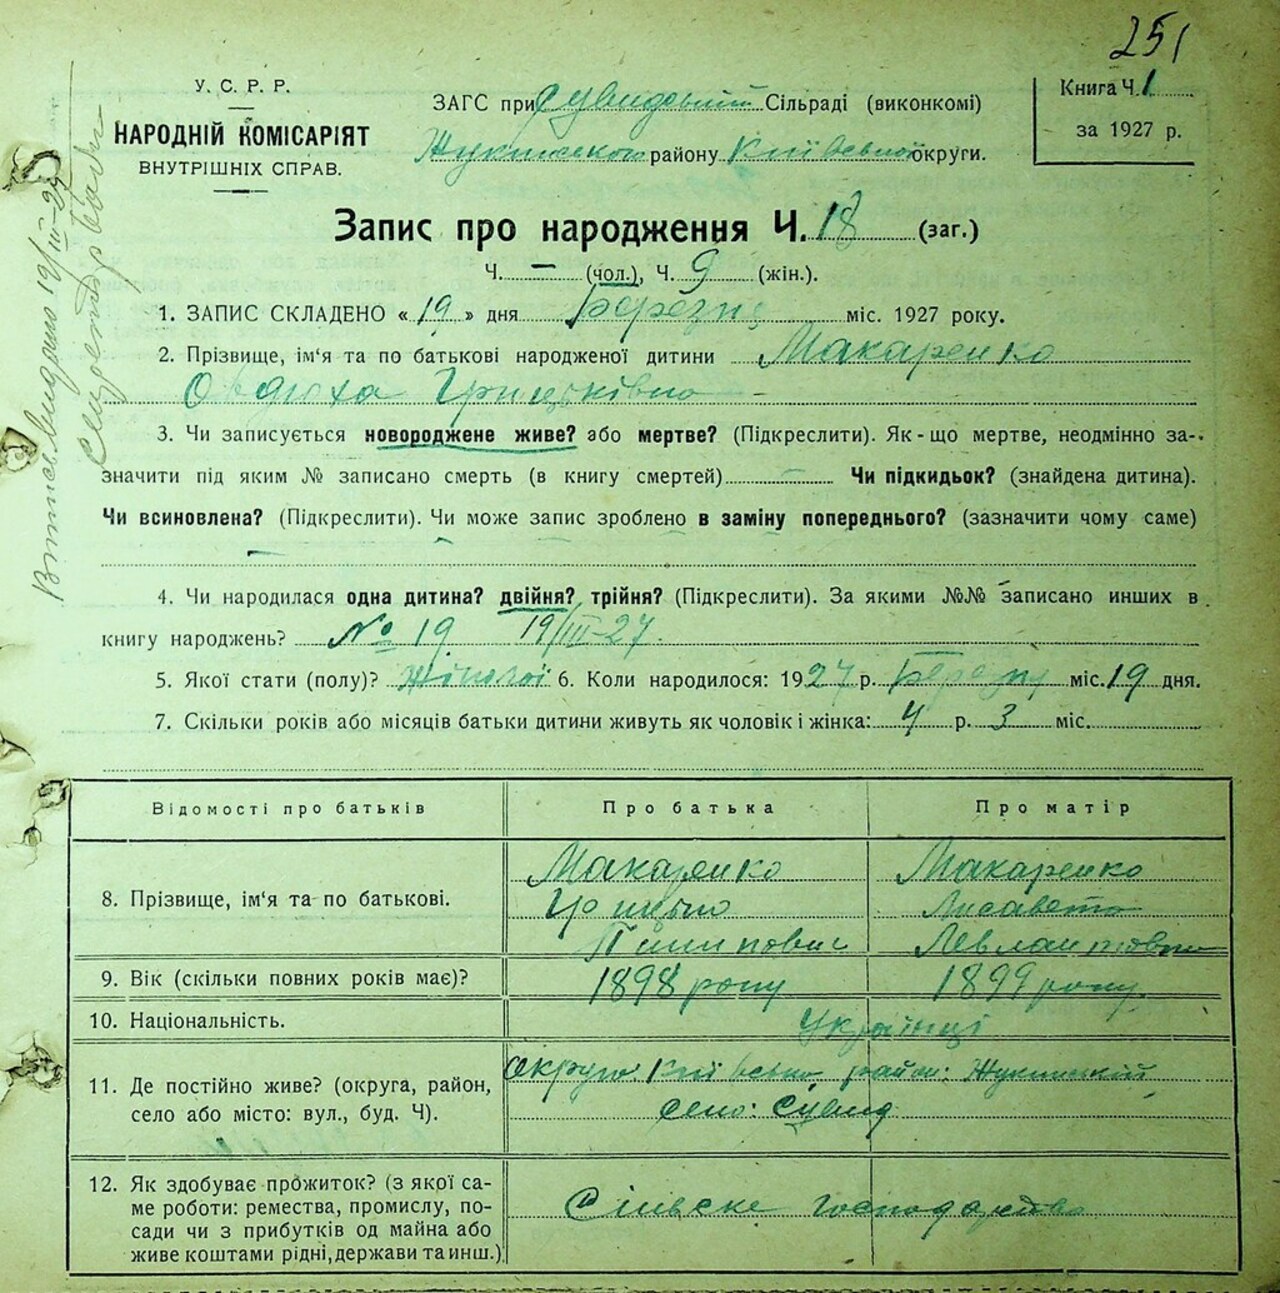 251
У. С. Р. Р.
НАРОДНІЙ КОМІСАРІЯТ
ВНУТРІШНІХ СПРАВ.
ЗАГС при Сувидській Сільраді (виконкомі)
Жукинського району Київської округи.
Книга Ч. 1
за 1927 р.
Запис про народження Ч. 18 (заг.)
Ч. — (чол.), Ч. 9 (жін.).
1. ЗАПИС СКЛАДЕНО « 19 » дня Березня міс. 1927 року.
2. Прізвище, ім'я та по батькові народженої дитини Макаренко
Овдюха Грицьківна -
3. Чи записується новороджене живе? або мертве? (Підкреслити). Як-що мертве, неодмінно за-
значити під яким № записано смерть (в книгу смертей) — Чи підкидьок? (знайдена дитина).
Чи всиновлена? (Підкреслити). Чи може запис зроблено в заміну попереднього? (зазначити чому саме)
—
4. Чи народилася одна дитина? двійня? трійня? (Підкреслити). За якими №№ записано инших в
книгу народжень? № 19 19/III-27.
5. Якої стати (полу)? Жіночої 6. Коли народилося: 1927 р. Березня міс. 19 дня.
7. Скільки років або місяців батьки дитини живуть як чоловік і жінка: 4 р. 3 міс.
Відомості про батьків Про батька Про матір
8. Прізвище, ім'я та по батькові.
Макаренко Макаренко
Грицько Лисавета
9. Вік (скільки повних років має)? 1898 року 1899 року.
10. Національність. Українці
11. Де постійно живе? (округа, район,
село або місто: вул., буд. Ч).
Округа Київська, район: Жукинський
село: Сувид
12. Як здобуває прожиток? (з якої са-
ме роботи: ремества, промислу, по-
сади чи з прибутків од майна або
живе коштами рідні, держави та инш.)
Сільське господарство
видано 19/III-27